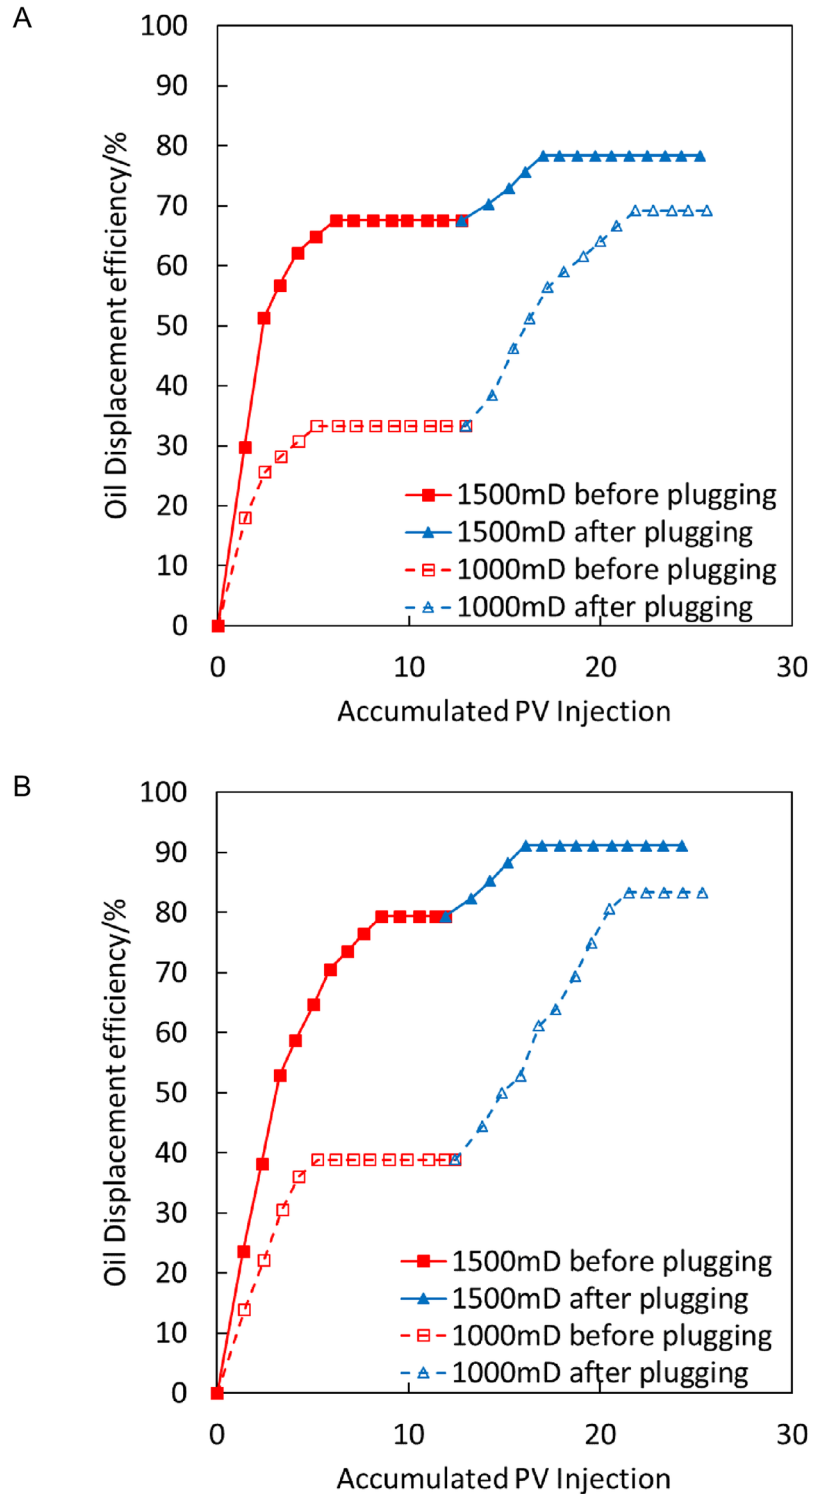 A
100
90
80
70
60
50
40
30
20
10
0
Oil Displacement efficiency/%
1500mD before plugging
1500mD after plugging
1000mD before plugging
1000mD after plugging
0 10 20 30
Accumulated PV Injection
B
100
90
80
70
60
50
40
30
20
10
0
Oil Displacement efficiency/%
1500mD before plugging
1500mD after plugging
1000mD before plugging
1000mD after plugging
0 10 20 30
Accumulated PV Injection